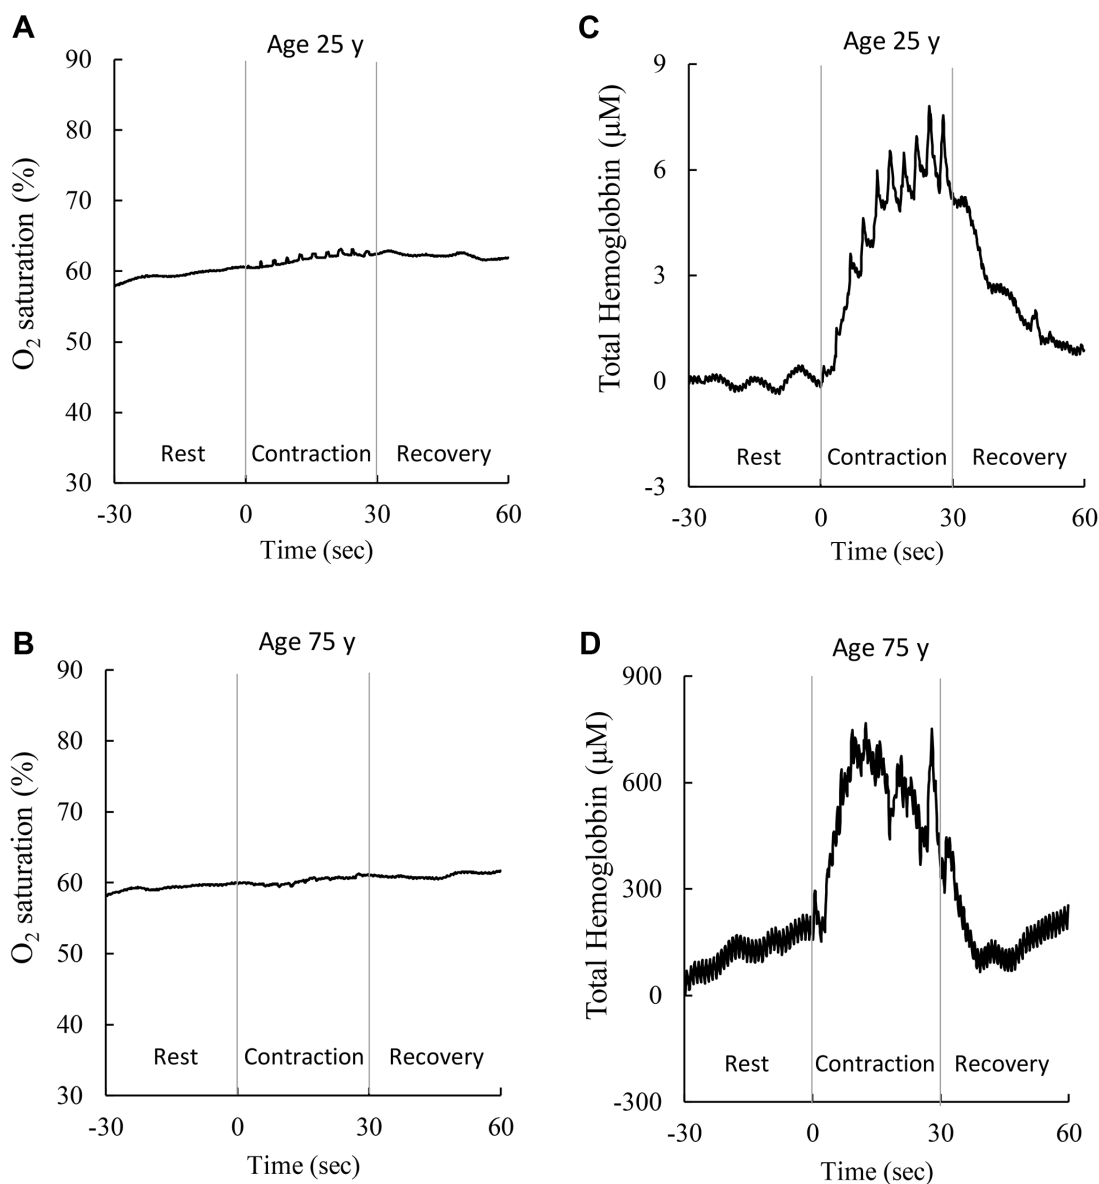 A
Age 25 y
90
80
70
60
50
40
30
O2 saturation (%)
Rest
Contraction
Recovery
-30
0
30
60
Time (sec)
C
Age 25 y
9
6
3
0
-3
Total Hemoglobbin (μM)
Rest
Contraction
Recovery
-30
0
30
60
Time (sec)
B
Age 75 y
90
80
70
60
50
40
30
O2 saturation (%)
Rest
Contraction
Recovery
-30
0
30
60
Time (sec)
D
Age 75 y
900
600
300
0
-300
Total Hemoglobbin (μM)
Rest
Contraction
Recovery
-30
0
30
60
Time (sec)